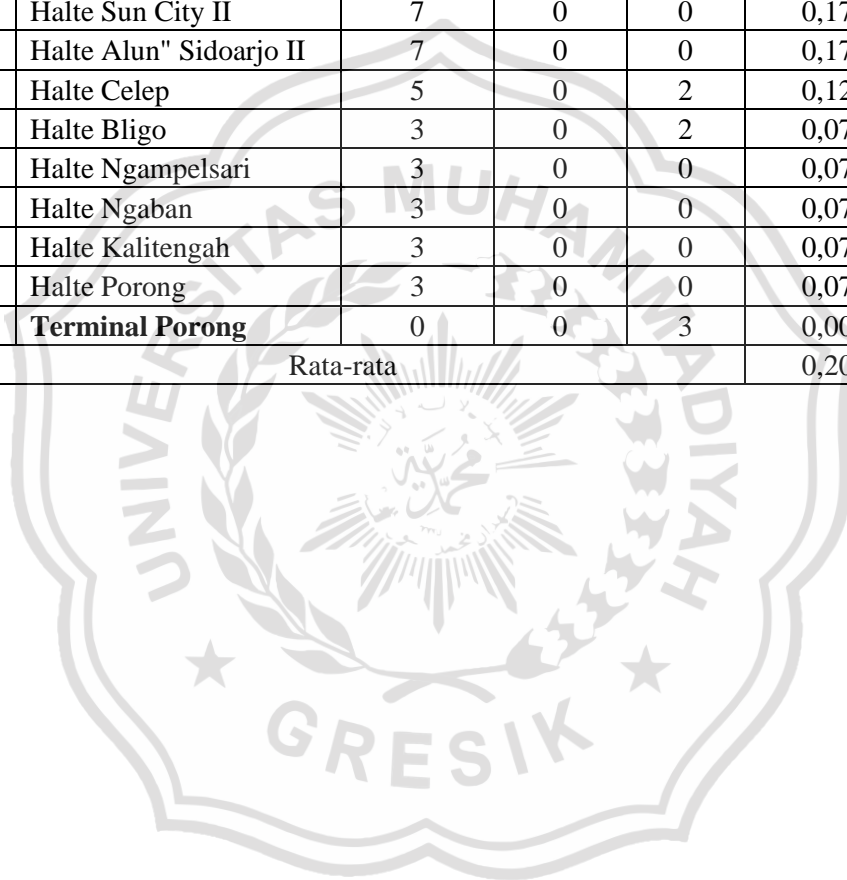 Halte Sun City II 7 0 0 0,17
Halte Alun" Sidoarjo II 7 0 0 0,17
Halte Celep 5 0 2 0,12
Halte Bligo 3 0 2 0,07
Halte Ngampelsari 3 0 0 0,07
Halte Ngaban 3 0 0 0,07
Halte Kalitengah 3 0 0 0,07
Halte Porong 3 0 0 0,07
Terminal Porong 0 0 3 0,00
Rata-rata 0,20
UNIVERSITAS MUHAMMADIYAH
GRESIK